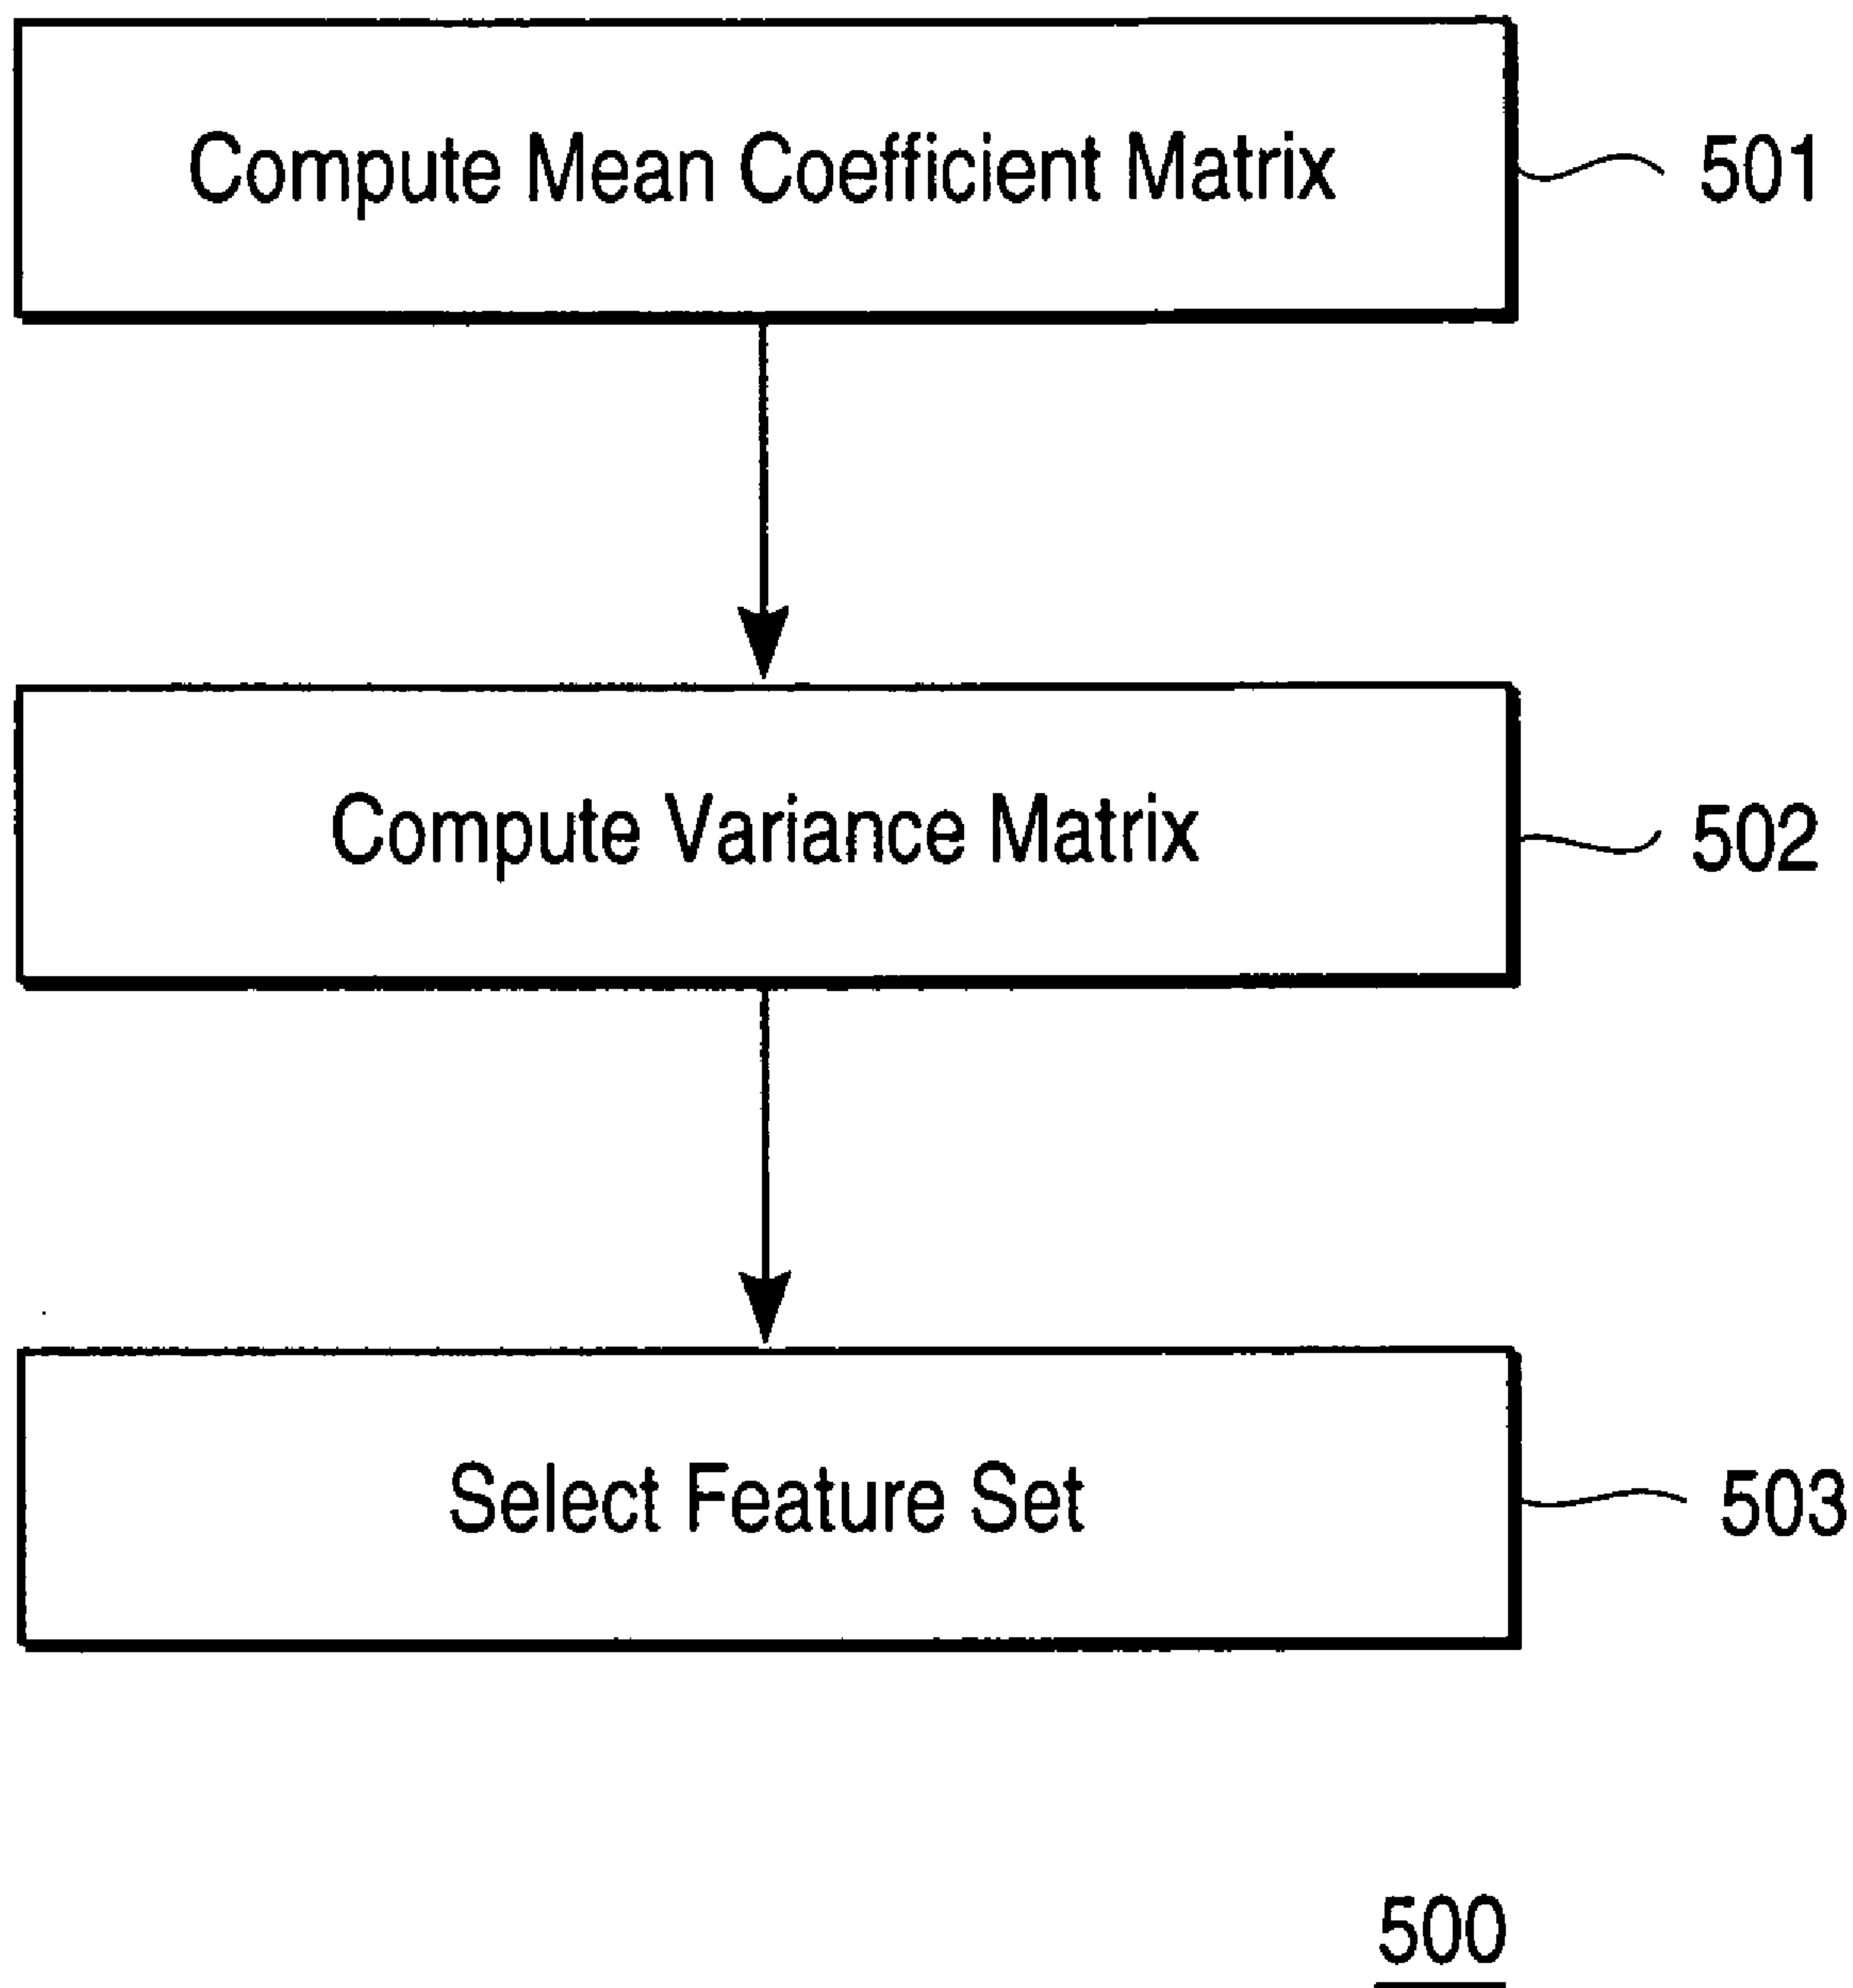 Compute Mean Coefficient Matrix 501
Compute Variance Matrix 502
Select Feature Set 503
500